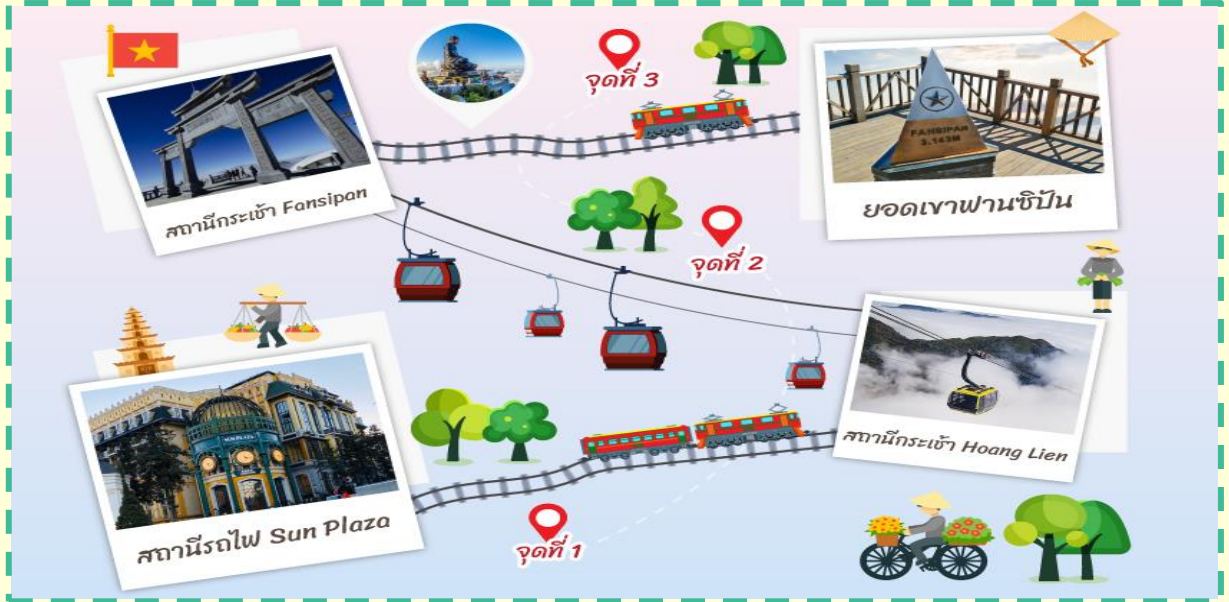 จุดที่ 3
FANSIPAN
3.143M
สถานีกระเช้า Fansipan
ยอดเขาฟานซิปัน
จุดที่ 2
SUN PLAZA
สถานีกระเช้า Hoang Lien
สถานีรถไฟ Sun Plaza
จุดที่ 1